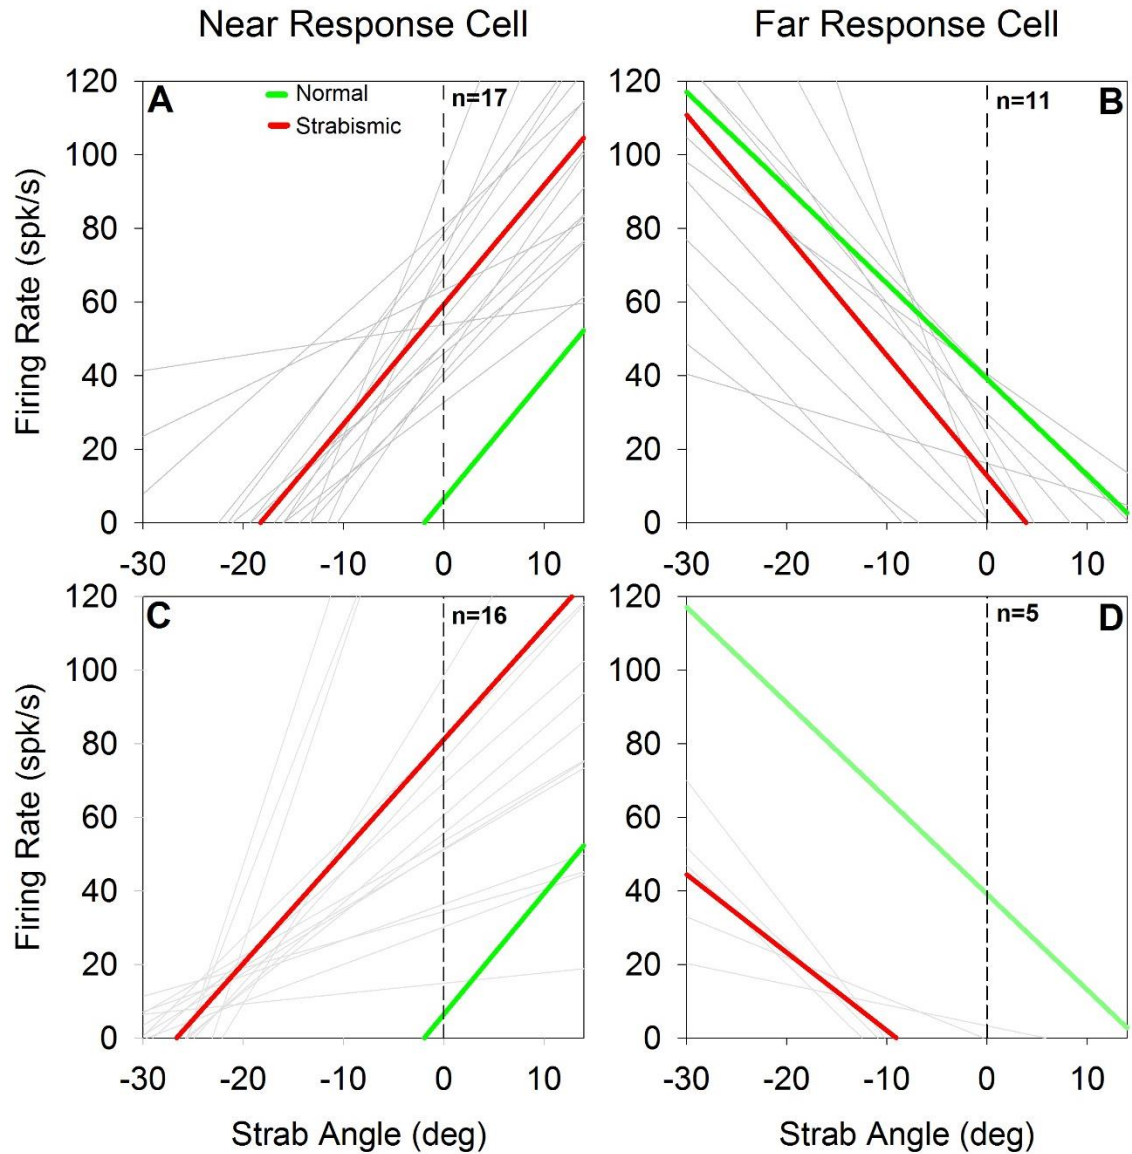 Near Response Cell
Far Response Cell
A
Normal
Strabismic
n=17
n=11
B
Firing Rate (spk/s)
120
100
80
60
40
20
0
-30 -20 -10 0 10
120
100
80
60
40
20
0
-30 -20 -10 0 10
C
n=16
n=5
D
Firing Rate (spk/s)
120
100
80
60
40
20
0
-30 -20 -10 0 10
Strab Angle (deg)
120
100
80
60
40
20
0
-30 -20 -10 0 10
Strab Angle (deg)